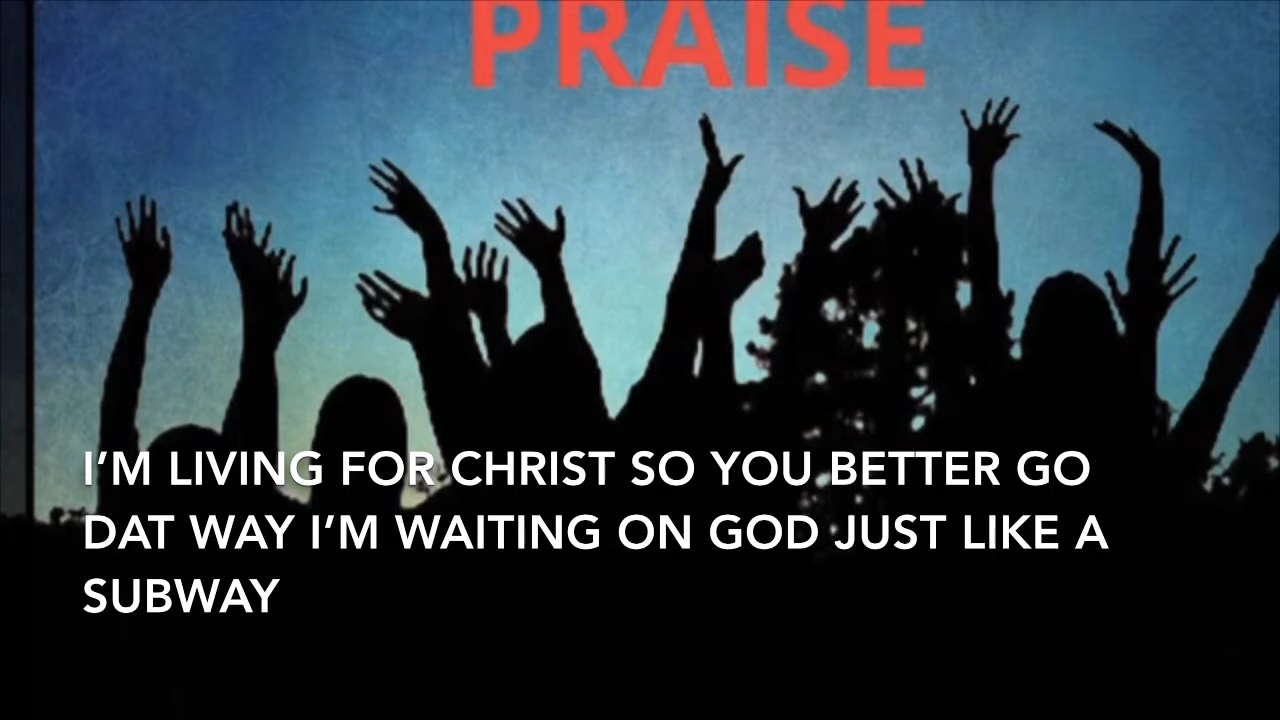 PRAISE
I’M LIVING FOR CHRIST SO YOU BETTER GO
DAT WAY I’M WAITING ON GOD JUST LIKE A
SUBWAY